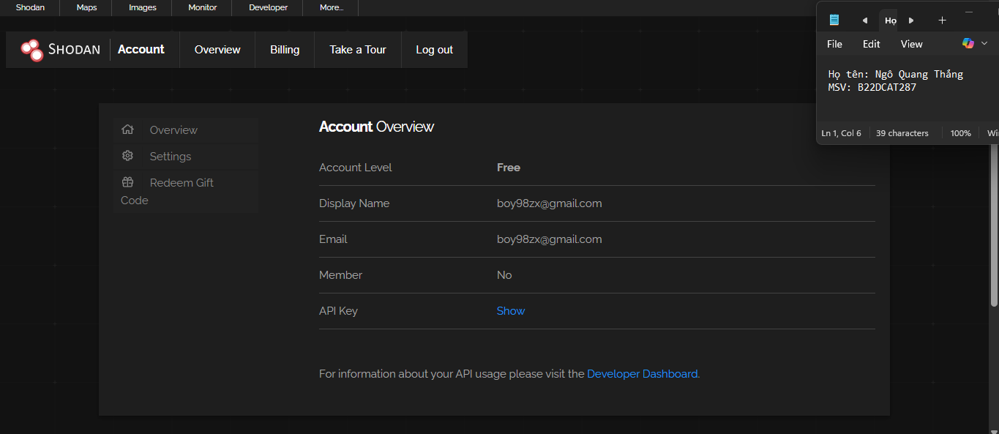 Shodan Maps Images Monitor Developer More...
SHODAN Account Overview Billing Take a Tour Log out
Overview
Settings
Redeem Gift
Code
Account Overview
Account Level Free
Display Name boy98zx@gmail.com
Email boy98zx@gmail.com
Member No
API Key Show
For information about your API usage please visit the Developer Dashboard.
Họ
File Edit View
Họ tên: Ngô Quang Thắng
MSV: B22DCAT287
Ln 1, Col 6 39 characters 100%